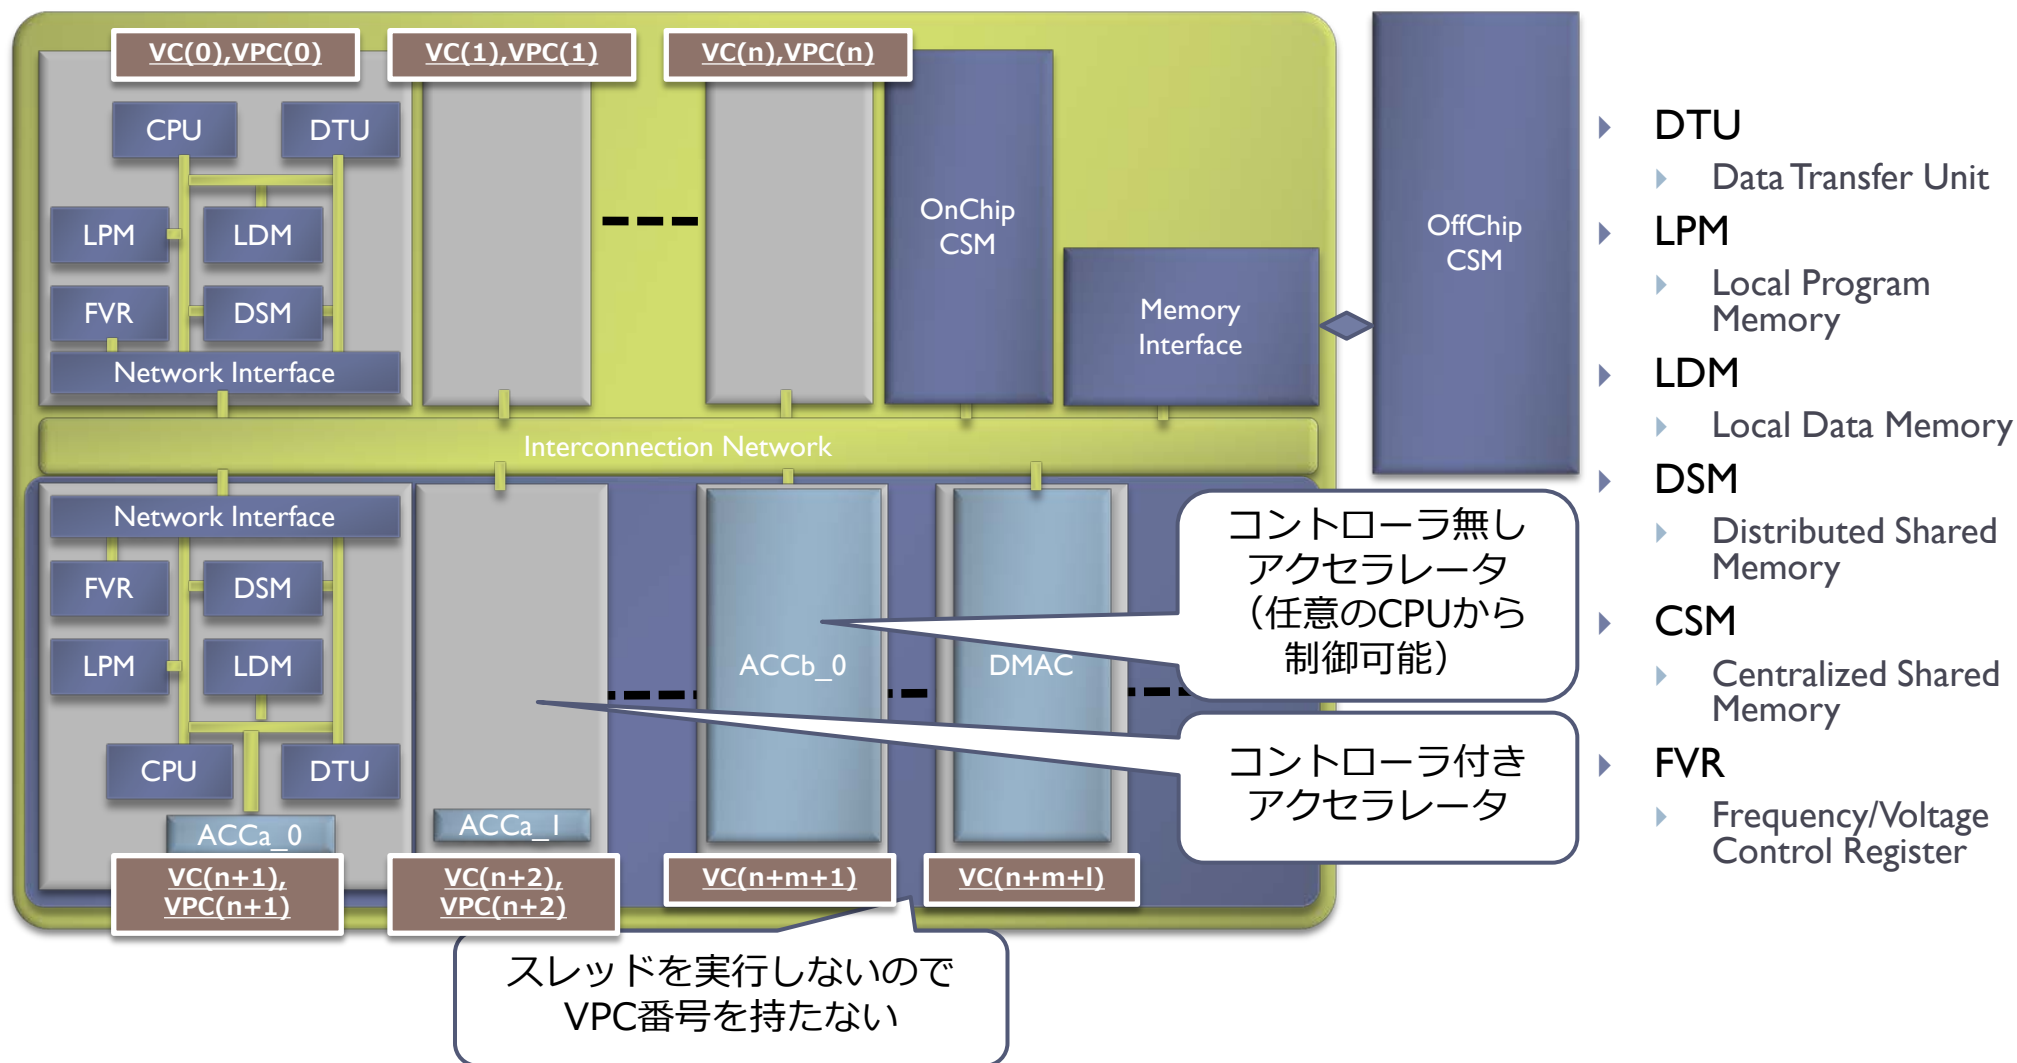 VC(0),VPC(0)
VC(1),VPC(1)
VC(n),VPC(n)
CPU
DTU
LPM
LDM
FVR
DSM
Network Interface
OnChip
CSM
Memory
Interface
OffChip
CSM
Interconnection Network
Network Interface
FVR
DSM
LPM
LDM
CPU
DTU
ACCa_0
ACCa_1
ACCb_0
DMAC
VC(n+1),
VPC(n+1)
VC(n+2),
VPC(n+2)
VC(n+m+1)
VC(n+m+l)
コントローラ無し
アクセラレータ
（任意のCPUから
制御可能）
コントローラ付き
アクセラレータ
スレッドを実行しないので
VPC番号を持たない
DTU
Data Transfer Unit
LPM
Local Program
Memory
LDM
Local Data Memory
DSM
Distributed Shared
Memory
CSM
Centralized Shared
Memory
FVR
Frequency/Voltage
Control Register